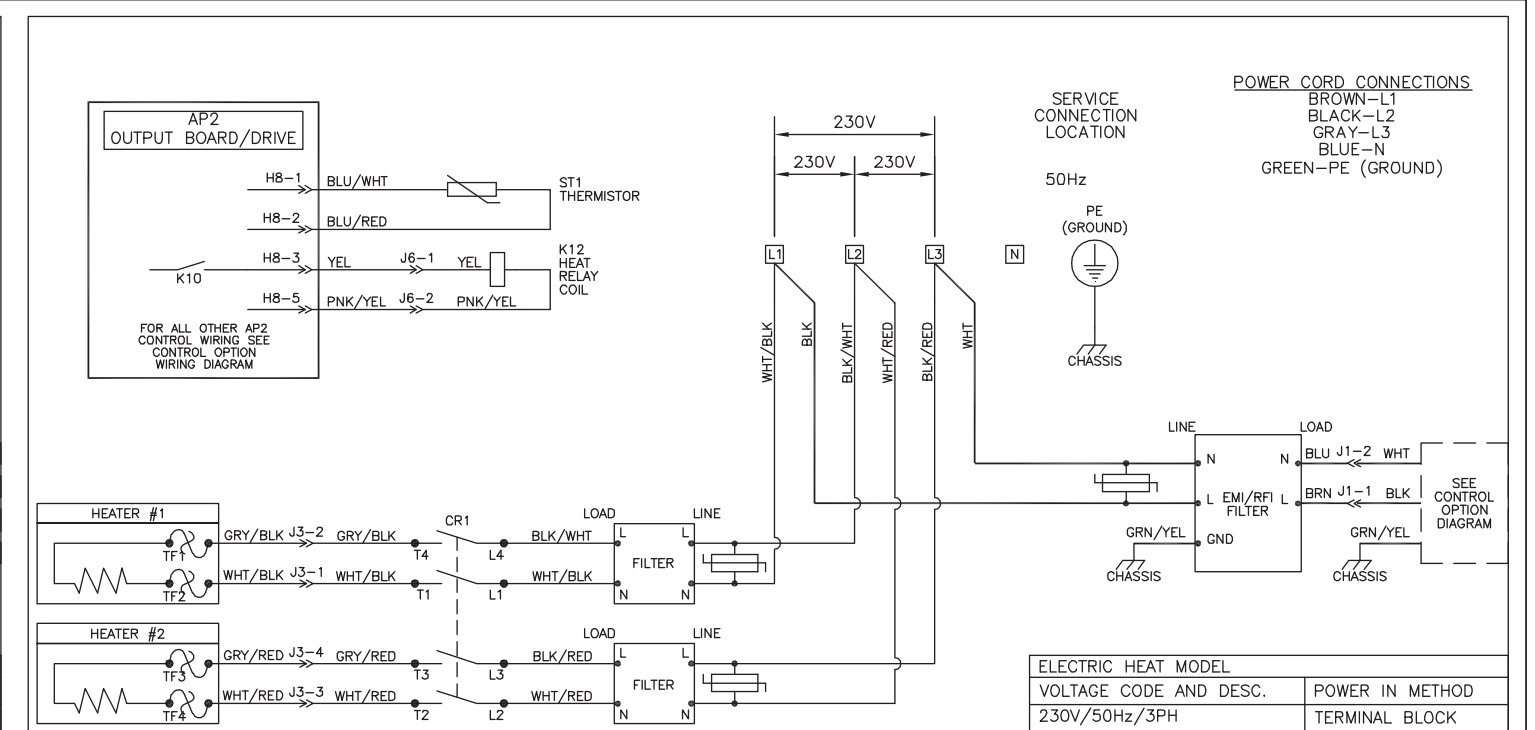 POWER CORD CONNECTIONS
BROWN-L1
BLACK-L2
GRAY-L3
BLUE-N
GREEN-PE (GROUND)
SERVICE
CONNECTION
LOCATION
50Hz
PE
(GROUND)
CHASSIS
230V
230V 230V
L1 L2 L3 N
AP2
OUTPUT BOARD/DRIVE
H8-1 BLU/WHT
ST1
THERMISTOR
H8-2 BLU/RED
K10
H8-3 YEL J6-1 YEL
K12
HEAT
RELAY
COIL
H8-5 PNK/YEL J6-2 PNK/YEL
FOR ALL OTHER AP2
CONTROL WIRING SEE
CONTROL OPTION
WIRING DIAGRAM
WHT/BLK
BLK
BLK/WHT
WHT/RED
BLK/RED
WHT
LINE LOAD
N N BLU J1-2 WHT
L EMI/RFI L BRN J1-1 BLK
FILTER
GRN/YEL GND
CHASSIS
GRN/YEL
CHASSIS
SEE
CONTROL
OPTION
DIAGRAM
HEATER #1
TF1 GRY/BLK J3-2 GRY/BLK T4 CR1 L4 BLK/WHT
TF2 WHT/BLK J3-1 WHT/BLK T1 L1 WHT/BLK
LOAD LINE
L L
FILTER
N N
HEATER #2
TF3 GRY/RED J3-4 GRY/RED T3 L3 BLK/RED
TF4 WHT/RED J3-3 WHT/RED T2 L2 WHT/RED
LOAD LINE
L L
FILTER
N N
ELECTRIC HEAT MODEL
VOLTAGE CODE AND DESC. POWER IN METHOD
230V/50Hz/3PH TERMINAL BLOCK